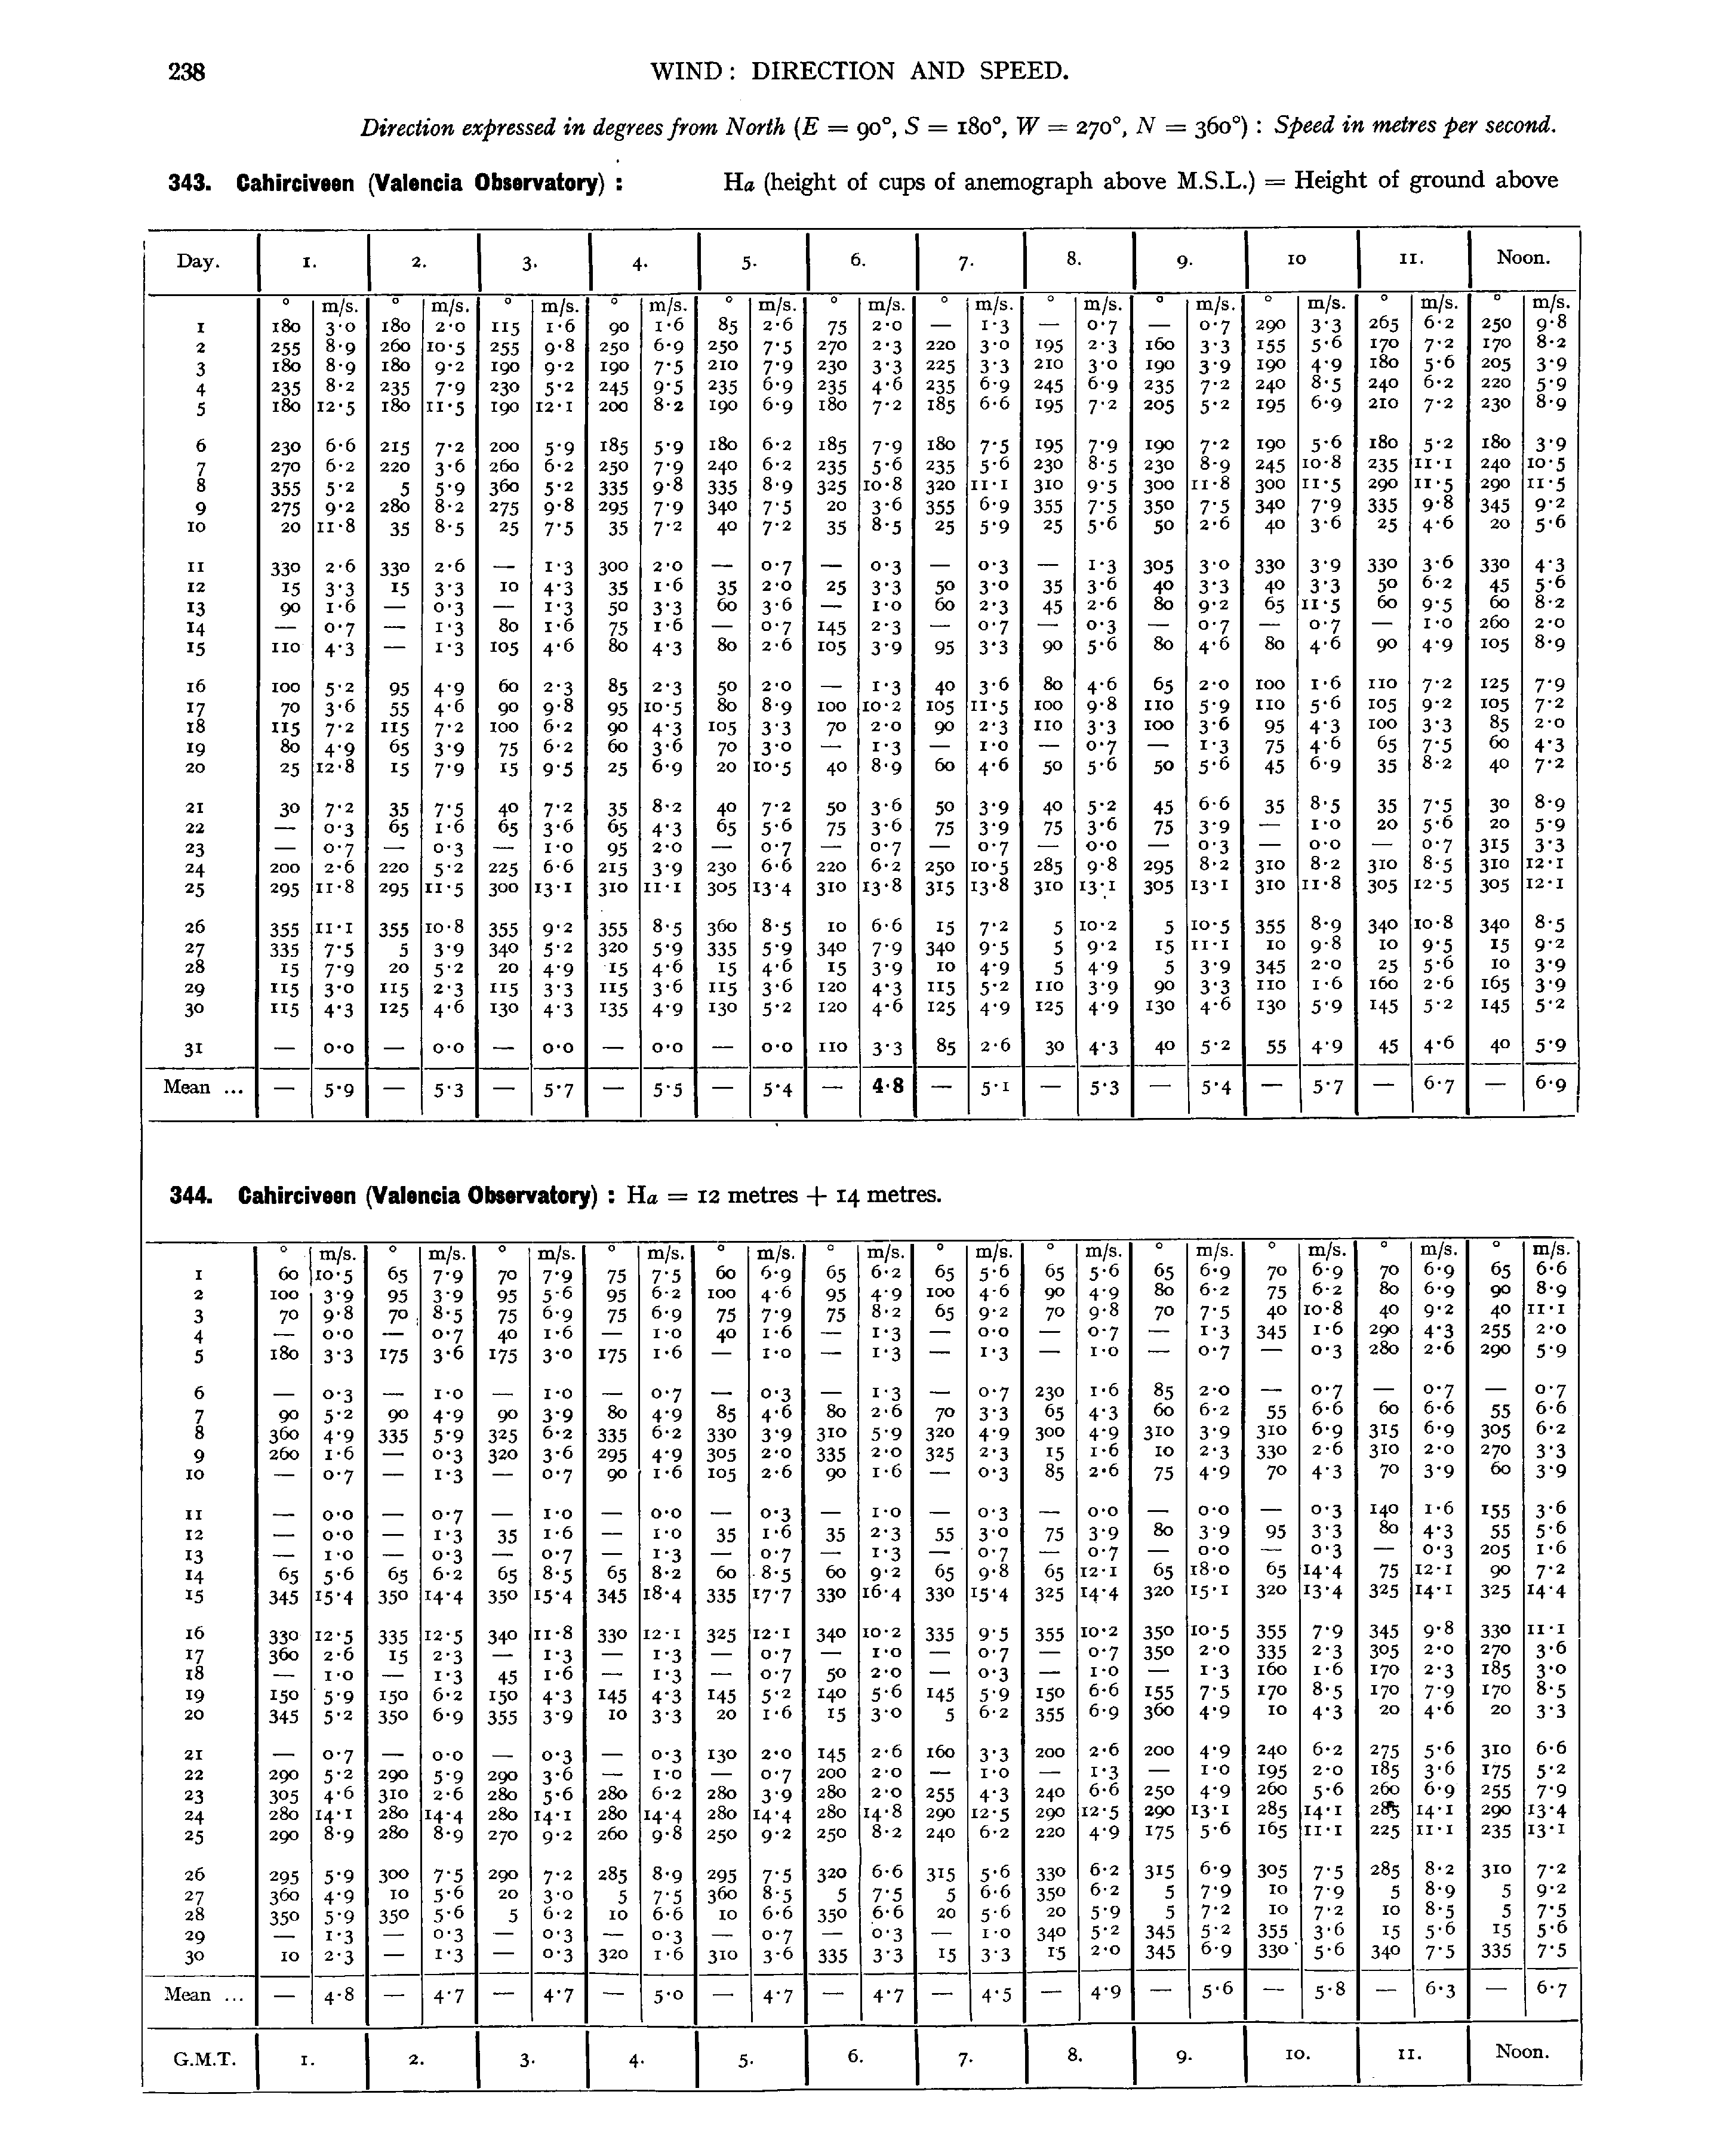 238
WIND: DIRECTION AND SPEED.
Direction expressed in degrees from North (E = 90°, S = 180°, W = 270°, N = 360°) : Speed in metres per second.
343. Cahirciveen (Valencia Observatory) : Ha (height of cups of anemograph above M.S.L.) = Height of ground above
Day. 1. 2. 3. 4. 5. 6. 7. 8. 9. 10 11. Noon.
° m/s. ° m/s. ° m/s. ° m/s. ° m/s. ° m/s. ° m/s. ° m/s. ° m/s. ° m/s. ° m/s. ° m/s.
1 180 3·0 180 2·0 115 1·6 90 1·6 85 2·6 75 2·0 — 1·3 — 0·7 — 0·7 290 3·3 265 6·2 250 9·8
2 255 8·9 260 10·5 255 9·8 250 6·9 250 7·5 270 2·3 220 3·0 195 2·3 160 3·3 155 5·6 170 7·2 170 8·2
3 180 8·9 180 9·2 190 9·2 190 7·5 210 7·9 230 3·3 225 3·3 210 3·0 190 3·9 190 4·9 180 5·6 205 3·9
4 235 8·2 235 7·9 230 5·2 245 9·5 235 6·9 235 4·6 235 6·9 245 6·9 235 7·2 240 8·5 240 6·2 220 5·9
5 180 12·5 180 11·5 190 12·1 200 8·2 190 6·9 180 7·2 185 6·6 195 7·2 205 5·2 195 6·9 210 7·2 230 8·9
6 230 6·6 215 7·2 200 5·9 185 5·9 180 6·2 185 7·9 180 7·5 195 7·9 190 7·2 190 5·6 180 5·2 180 3·9
7 270 6·2 220 3·6 260 6·2 250 7·9 240 6·2 235 5·6 235 5·6 230 8·5 230 8·9 245 10·8 235 11·1 240 10·5
8 355 5·2 5 5·9 360 5·2 335 9·8 335 8·9 325 10·8 320 11·1 310 9·5 300 11·8 300 11·5 290 11·5 290 11·5
9 275 9·2 280 8·2 275 9·8 295 7·9 340 7·5 20 3·6 355 6·9 355 7·5 350 7·5 340 7·9 335 9·8 345 9·2
10 20 11·8 35 8·5 25 7·5 35 7·2 40 7·2 35 8·5 25 5·9 25 5·6 50 2·6 40 3·6 25 4·6 20 5·6
11 330 2·6 330 2·6 — 1·3 300 2·0 — 0·7 — 0·3 — 0·3 — 1·3 305 3·0 330 3·9 330 3·6 330 4·3
12 15 3·3 15 3·3 10 4·3 35 1·6 35 2·0 25 3·3 50 3·0 35 3·6 40 3·3 40 3·3 50 6·2 45 5·6
13 90 1·6 — 0·3 — 1·3 50 3·3 60 3·6 — 1·0 60 2·3 45 2·6 80 9·2 65 11·5 60 9·5 60 8·2
14 — 0·7 — 1·3 80 1·6 75 1·6 — 0·7 145 2·3 — 0·7 — 0·3 — 0·7 — 0·7 — 1·0 260 2·0
15 110 4·3 — 1·3 105 4·6 80 4·3 80 2·6 105 3·9 95 3·3 90 5·6 80 4·6 80 4·6 90 4·9 105 8·9
16 100 5·2 95 4·9 60 2·3 85 2·3 50 2·0 — 1·3 40 3·6 80 4·6 65 2·0 100 1·6 110 7·2 125 7·9
17 70 3·6 55 4·6 90 9·8 95 10·5 80 8·9 100 10·2 105 11·5 100 9·8 110 5·9 110 5·6 105 9·2 105 7·2
18 115 7·2 115 7·2 100 6·2 90 4·3 105 3·3 70 2·0 90 2·3 110 3·3 100 3·6 95 4·3 100 3·3 85 2·0
19 80 4·9 65 3·9 75 6·2 60 3·6 70 3·0 — 1·3 — 1·0 — 0·7 — 1·3 75 4·6 65 7·5 60 4·3
20 25 12·8 15 7·9 15 9·5 25 6·9 20 10·5 40 8·9 60 4·6 50 5·6 50 5·6 45 6·9 35 8·2 40 7·2
21 30 7·2 35 7·5 40 7·2 35 8·2 40 7·2 50 3·6 50 3·9 40 5·2 45 6·6 35 8·5 35 7·5 30 8·9
22 — 0·3 65 1·6 65 3·6 65 4·3 65 5·6 75 3·6 75 3·9 75 3·6 75 3·9 — 1·0 20 5·6 20 5·9
23 — 0·7 — 0·3 — 1·0 95 2·0 — 0·7 — 0·7 — 0·7 — 0·0 — 0·3 — 0·0 — 0·7 315 3·3
24 200 2·6 220 5·2 225 6·6 215 3·9 230 6·6 220 6·2 250 10·5 285 9·8 295 8·2 310 8·2 310 8·5 310 12·1
25 295 11·8 295 11·5 300 13·1 310 11·1 305 13·4 310 13·8 315 13·8 310 13·1 305 13·1 310 11·8 305 12·5 305 12·1
26 355 11·1 355 10·8 355 9·2 355 8·5 360 8·5 10 6·6 15 7·2 5 10·2 5 10·5 355 8·9 340 10·8 340 8·5
27 335 7·5 5 3·9 340 5·2 320 5·9 335 5·9 340 7·9 340 9·5 5 9·2 15 11·1 10 9·8 10 9·5 15 9·2
28 15 7·9 20 5·2 20 4·9 15 4·6 15 4·6 15 3·9 10 4·9 5 4·9 5 3·9 345 2·0 25 5·6 10 3·9
29 115 3·0 115 2·3 115 3·3 115 3·6 115 3·6 120 4·3 115 5·2 110 3·9 90 3·3 110 1·6 160 2·6 165 3·9
30 115 4·3 125 4·6 130 4·3 135 4·9 130 5·2 120 4·6 125 4·9 125 4·9 130 4·6 130 5·9 145 5·2 145 5·2
31 — 0·0 — 0·0 — 0·0 — 0·0 — 0·0 110 3·3 85 2·6 30 4·3 40 5·2 55 4·9 45 4·6 40 5·9
Mean ... — 5·9 — 5·3 — 5·7 — 5·5 — 5·4 — 4·8 — 5·1 — 5·3 — 5·4 — 5·7 — 6·7 — 6·9
344. Cahirciveen (Valencia Observatory) : Ha = 12 metres + 14 metres.
° m/s. ° m/s. ° m/s. ° m/s. ° m/s. ° m/s. ° m/s. ° m/s. ° m/s. ° m/s. ° m/s. ° m/s.
1 60 10·5 65 7·9 70 7·9 75 7·5 60 6·9 65 6·2 65 5·6 65 5·6 65 6·9 70 6·9 70 6·9 65 6·6
2 100 3·9 95 3·9 95 5·6 95 6·2 100 4·6 95 4·9 100 4·6 90 4·9 80 6·2 75 6·2 80 6·9 90 8·9
3 70 9·8 70 8·5 75 6·9 75 6·9 75 7·9 75 8·2 65 9·2 70 9·8 70 7·5 40 10·8 40 9·2 40 11·1
4 — 0·0 — 0·7 40 1·6 — 1·0 40 1·6 — 1·3 — 0·0 — 0·7 — 1·3 345 1·6 290 4·3 255 2·0
5 180 3·3 175 3·6 175 3·0 175 1·6 — 1·0 — 1·3 — 1·3 — 1·0 — 0·7 — 0·3 280 2·6 290 5·9
6 — 0·3 — 1·0 — 1·0 — 0·7 — 0·3 — 1·3 — 0·7 230 1·6 85 2·0 — 0·7 — 0·7 — 0·7
7 90 5·2 90 4·9 90 3·9 80 4·9 85 4·6 80 2·6 70 3·3 65 4·3 60 6·2 55 6·6 60 6·6 55 6·6
8 360 4·9 335 5·9 325 6·2 335 6·2 330 3·9 310 5·9 320 4·9 300 4·9 310 3·9 310 6·9 315 6·9 305 6·2
9 260 1·6 — 0·3 320 3·6 295 4·9 305 2·0 335 2·0 325 2·3 15 1·6 10 2·3 330 2·6 310 2·0 270 3·3
10 — 0·7 — 1·3 — 0·7 90 1·6 105 2·6 90 1·6 — 0·3 85 2·6 75 4·9 70 4·3 70 3·9 60 3·9
11 — 0·0 — 0·7 — 1·0 — 0·0 — 0·3 — 1·0 — 0·3 — 0·0 — 0·0 — 0·3 140 1·6 155 3·6
12 — 0·0 — 1·3 35 1·6 — 1·0 35 1·6 35 2·3 55 3·0 75 3·9 80 3·9 95 3·3 80 4·3 55 5·6
13 — 1·0 — 0·3 — 0·7 — 1·3 — 0·7 — 1·3 — 0·7 — 0·7 — 0·0 — 0·3 — 0·3 205 1·6
14 65 5·6 65 6·2 65 8·5 65 8·2 60 8·5 60 9·2 65 9·8 65 12·1 65 18·0 65 14·4 75 12·1 90 7·2
15 345 15·4 350 14·4 350 15·4 345 18·4 335 17·7 330 16·4 330 15·4 325 14·4 320 15·1 320 13·4 325 14·1 325 14·4
16 330 12·5 335 12·5 340 11·8 330 12·1 325 12·1 340 10·2 335 9·5 355 10·2 350 10·5 355 7·9 345 9·8 330 11·1
17 360 2·6 15 2·3 — 1·3 — 1·3 — 0·7 — 1·0 — 0·7 — 0·7 350 2·0 335 2·3 305 2·0 270 3·6
18 — 1·0 — 1·3 45 1·6 — 1·3 — 0·7 50 2·0 — 0·3 — 1·0 — 1·3 160 1·6 170 2·3 185 3·0
19 150 5·9 150 6·2 150 4·3 145 4·3 145 5·2 140 5·6 145 5·9 150 6·6 155 7·5 170 8·5 170 7·9 170 8·5
20 345 5·2 350 6·9 355 3·9 10 3·3 20 1·6 15 3·0 5 6·2 355 6·9 360 4·9 10 4·3 20 4·6 20 3·3
21 — 0·7 — 0·0 — 0·3 — 0·3 130 2·0 145 2·6 160 3·3 200 2·6 200 4·9 240 6·2 275 5·6 310 6·6
22 290 5·2 290 5·9 290 3·6 — 1·0 — 0·7 200 2·0 — 1·0 — 1·3 — 1·0 195 2·0 185 3·6 175 5·2
23 305 4·6 310 2·6 280 5·6 280 6·2 280 3·9 280 2·0 255 4·3 240 6·6 250 4·9 260 5·6 260 6·9 255 7·9
24 280 14·1 280 14·4 280 14·1 280 14·4 280 14·4 280 14·8 290 12·5 290 12·5 290 13·1 285 14·1 285 14·1 290 13·4
25 290 8·9 280 8·9 270 9·2 260 9·8 250 9·2 250 8·2 240 6·2 220 4·9 175 5·6 165 11·1 225 11·1 235 13·1
26 295 5·9 300 7·5 290 7·2 285 8·9 295 7·5 320 6·6 315 5·6 330 6·2 315 6·9 305 7·5 285 8·2 310 7·2
27 360 4·9 10 5·6 20 3·0 5 7·5 360 8·5 5 7·5 5 6·6 350 6·2 5 7·9 10 7·9 5 8·9 5 9·2
28 350 5·9 350 5·6 5 6·2 10 6·6 10 6·6 350 6·6 20 5·6 20 5·9 5 7·2 10 7·2 10 8·5 5 7·5
29 — 1·3 — 0·3 — 0·3 — 0·3 — 0·7 — 0·3 — 1·0 340 5·2 345 5·2 355 3·6 15 5·6 15 5·6
30 10 2·3 — 1·3 — 0·3 320 1·6 310 3·6 335 3·3 15 3·3 15 2·0 345 6·9 330 5·6 340 7·5 335 7·5
Mean ... — 4·8 — 4·7 — 4·7 — 5·0 — 4·7 — 4·7 — 4·5 — 4·9 — 5·6 — 5·8 — 6·3 — 6·7
G.M.T. 1. 2. 3. 4. 5. 6. 7. 8. 9. 10. 11. Noon.